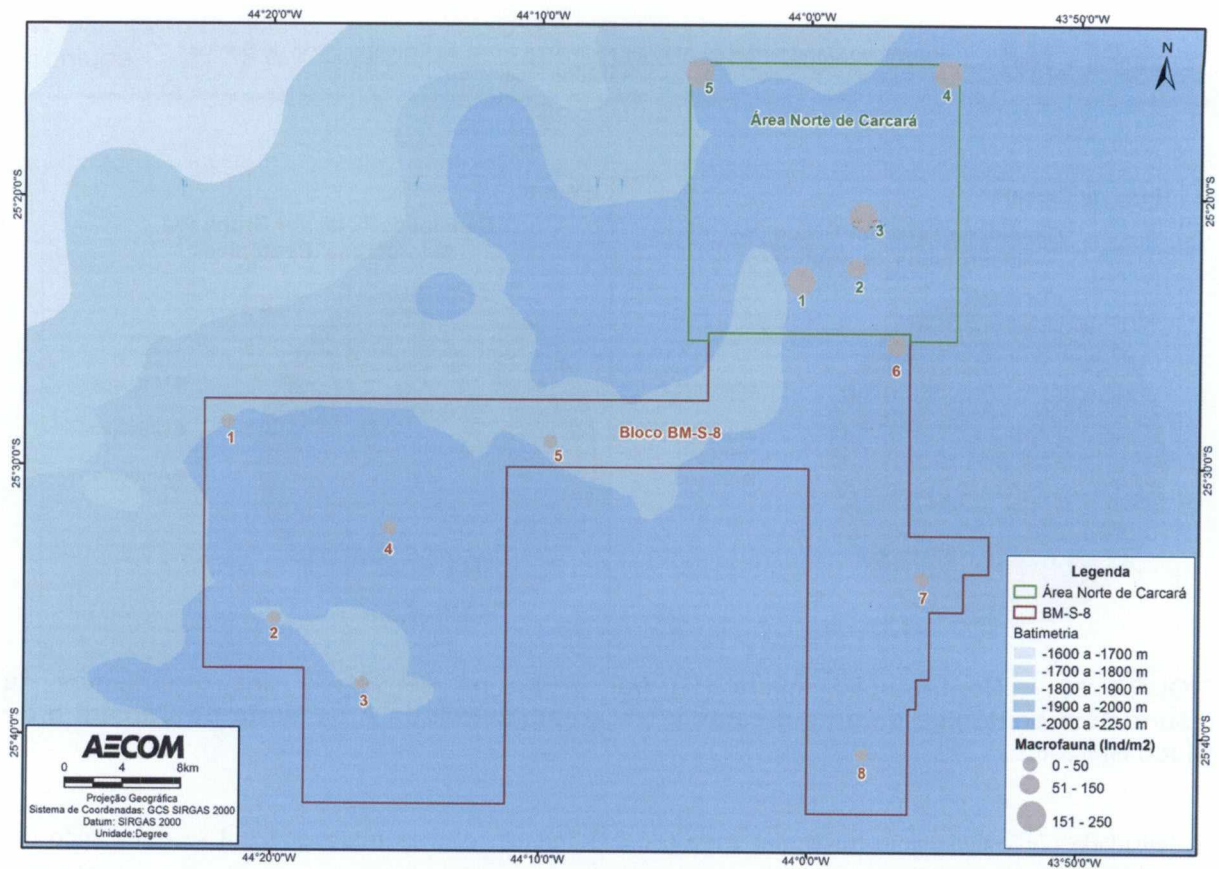 44°20'0"W 44°10'0"W 44°0'0"W 43°50'0"W
N
5
4
Área Norte de Carcará
25°20'0"S
25°20'0"S
3
2
1
6
Bloco BM-S-8
1
5
25°30'0"S
25°30'0"S
4
7
2
3
8
25°40'0"S
25°40'0"S
AECOM
0 4 8km
Projeção Geográfica
Sistema de Coordenadas: GCS SIRGAS 2000
Datum: SIRGAS 2000
Unidade:Degree
Legenda
Área Norte de Carcará
BM-S-8
Batimetria
-1600 a -1700 m
-1700 a -1800 m
-1800 a -1900 m
-1900 a -2000 m
-2000 a -2250 m
Macrofauna (Ind/m2)
0 - 50
51 - 150
151 - 250
44°20'0"W 44°10'0"W 44°0'0"W 43°50'0"W